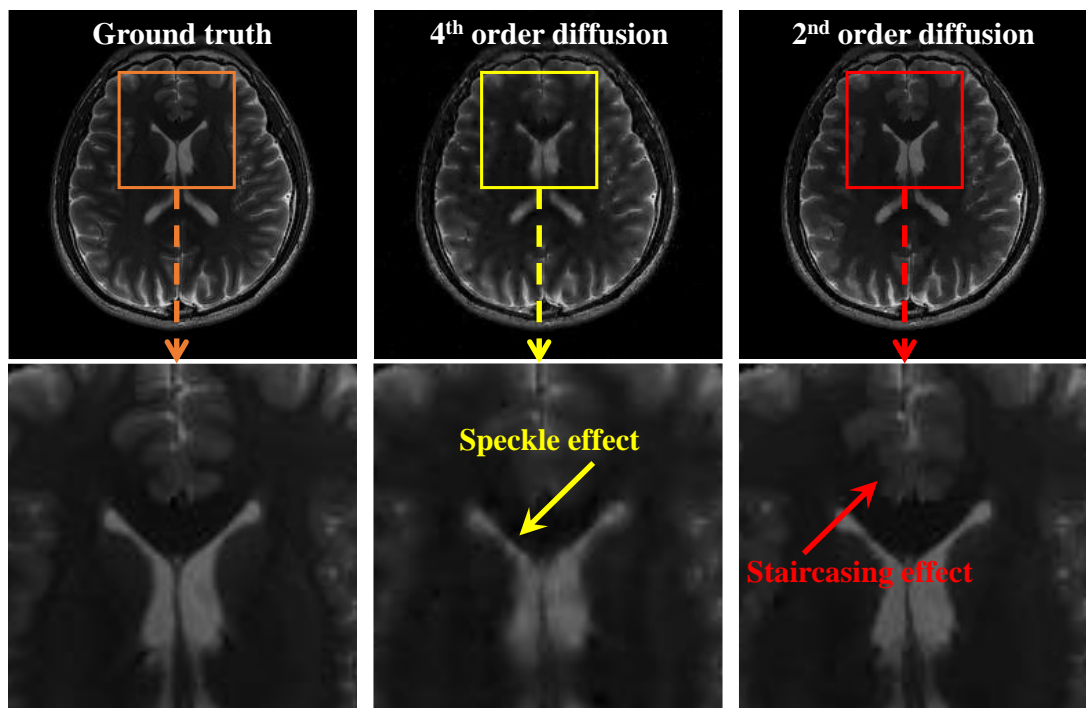 Ground truth
4th order diffusion
2nd order diffusion
Speckle effect
Staircasing effect